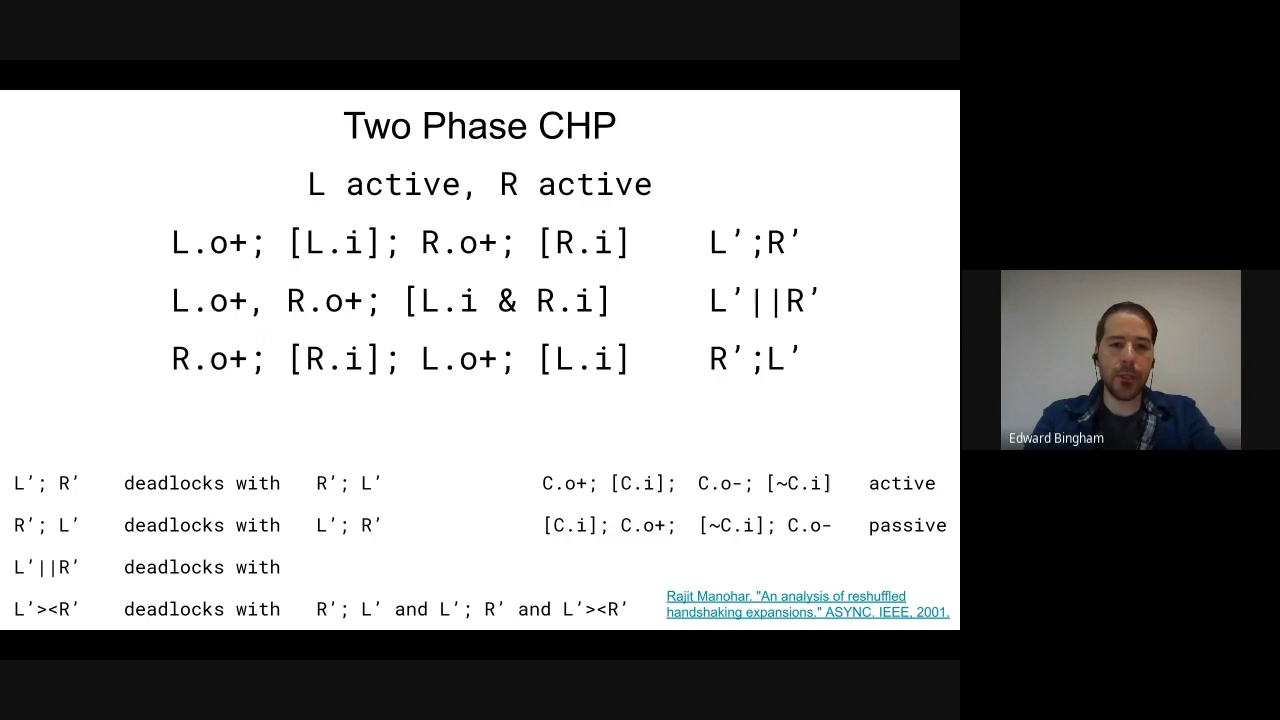 Two Phase CHP
L active, R active
L.o+; [L.i]; R.o+; [R.i] L’;R’
L.o+, R.o+; [L.i & R.i] L’||R’
R.o+; [R.i]; L.o+; [L.i] R’;L’
L’; R’ deadlocks with R’; L’ C.o+; [C.i]; C.o-; [~C.i] active
R’; L’ deadlocks with L’; R’ [C.i]; C.o+; [~C.i]; C.o- passive
L’||R’ deadlocks with
L’><R’ deadlocks with R’; L’ and L’; R’ and L’><R’
Rajit Manohar. "An analysis of reshuffled
handshaking expansions." ASYNC. IEEE, 2001.
Edward Bingham